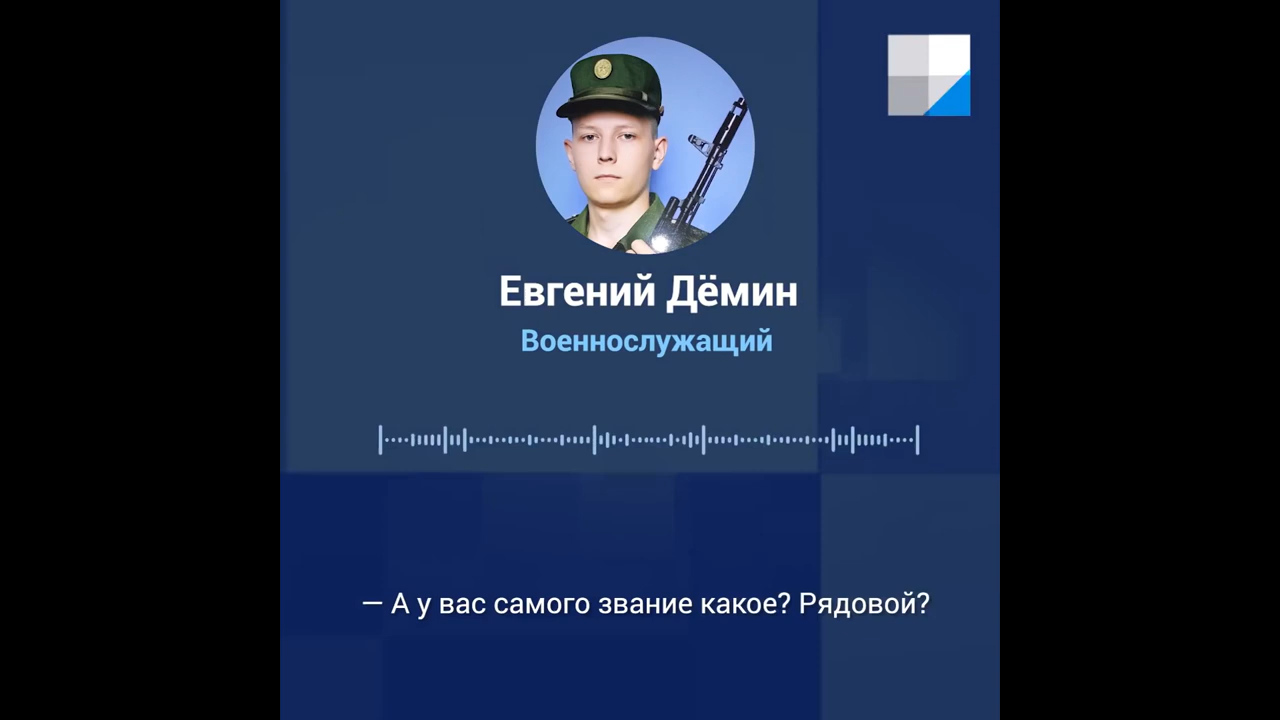 Евгений Дёмин
Военнослужащий
— А у вас самого звание какое? Рядовой?